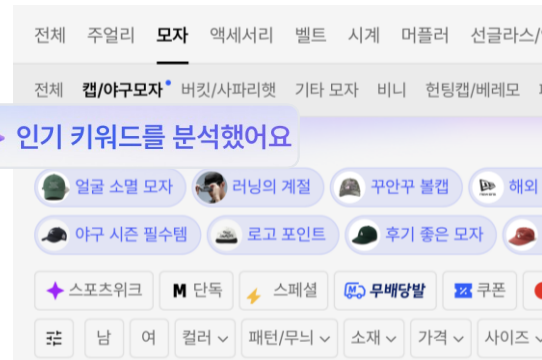 전체 주얼리 모자 액세서리 벨트 시계 머플러 선글라스/
전체 캡/야구모자 버킷/사파리햇 기타 모자 비니 헌팅캡/베레모
인기 키워드를 분석했어요
얼굴 소멸 모자 러닝의 계절 꾸안꾸 볼캡 해외
야구 시즌 필수템 로고 포인트 후기 좋은 모자
스포츠위크 M 단독 스페셜 무배당발 쿠폰
남 여 컬러 패턴/무늬 소재 가격 사이즈